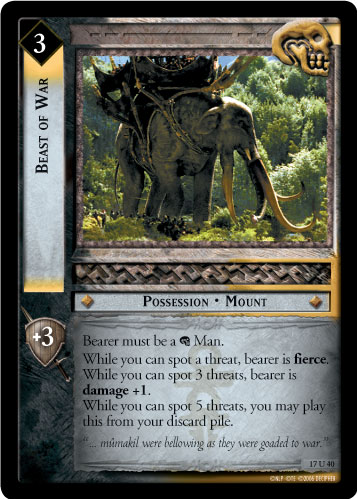 3
BEAST OF WAR
POSSESSION • MOUNT
+3
Bearer must be a Man.
While you can spot a threat, bearer is fierce.
While you can spot 3 threats, bearer is
damage +1.
While you can spot 5 threats, you may play
this from your discard pile.
"... mûmakil were bellowing as they were goaded to war."
17 U 40